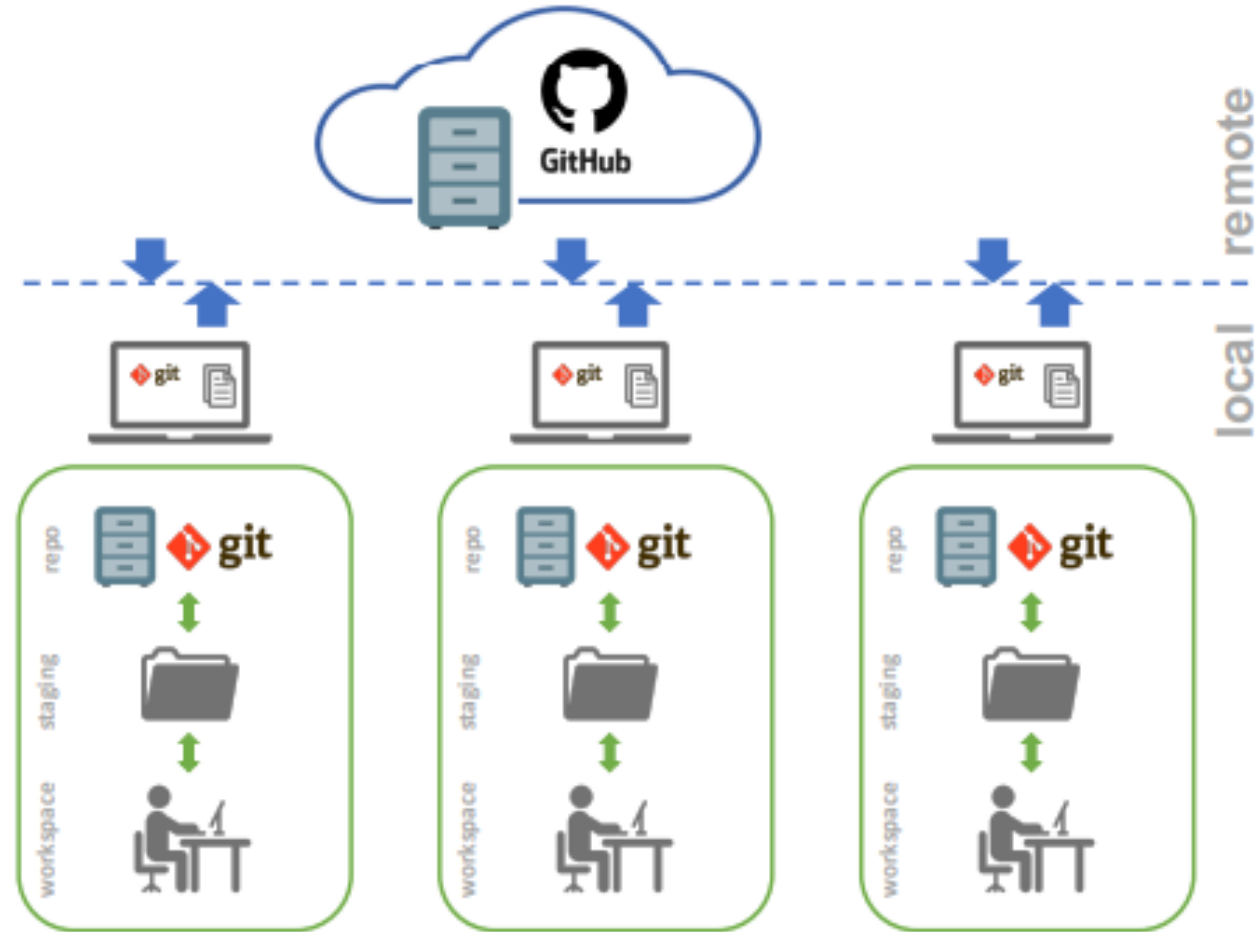 GitHub
remote
local
git
git
git
repo
git
repo
git
repo
git
staging
staging
staging
workspace
workspace
workspace